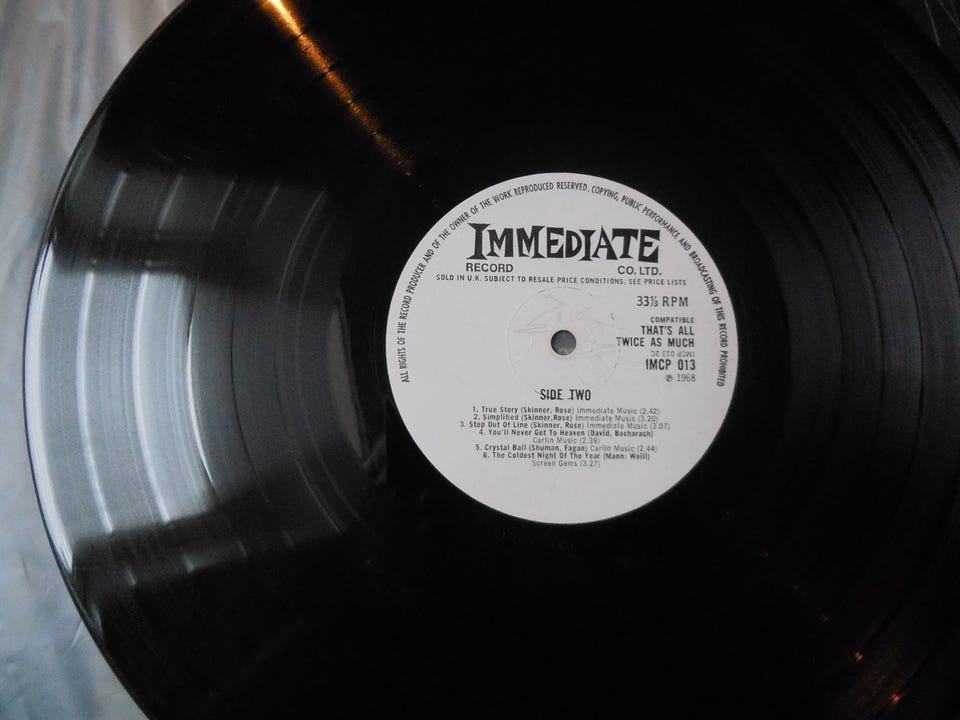 ALL RIGHTS OF THE RECORD PRODUCER AND OF THE OWNER OF THE WORK REPRODUCED RESERVED. COPYING, PUBLIC PERFORMANCE AND BROADCASTING OF THIS RECORD PROHIBITED
IMMEDIATE
RECORD CO. LTD.
SOLD IN U.K. SUBJECT TO RESALE PRICE CONDITIONS, SEE PRICE LISTS
33⅓ RPM
COMPATIBLE
THAT'S ALL
TWICE AS MUCH
IMCP 013 2C
IMCP 013
℗ 1968
SIDE TWO
1. True Story (Skinner, Rose) Immediate Music (2.42)
2. Simplified (Skinner,Rose) Immediate Music (3.20)
3. Step Out Of Line (Skinner, Rose) Immediate Music (3.07)
4. You'll Never Get To Heaven (David, Bacharach)
Carlin Music (2.39)
5. Crystal Ball (Shuman, Fagan) Carlin Music (2.44)
6. The Coldest Night Of The Year (Mann: Weill)
Screen Gems (3.27)